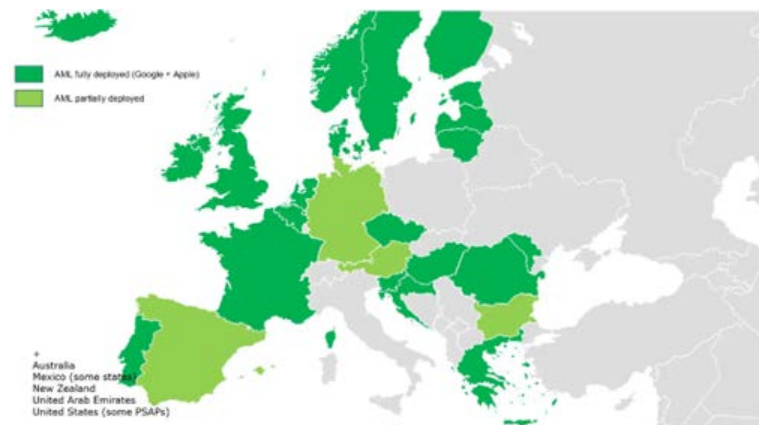 AML fully deployed (Google + Apple)
AML partially deployed
+
Australia
Mexico (some states)
New Zealand
United Arab Emirates
United States (some PSAPs)